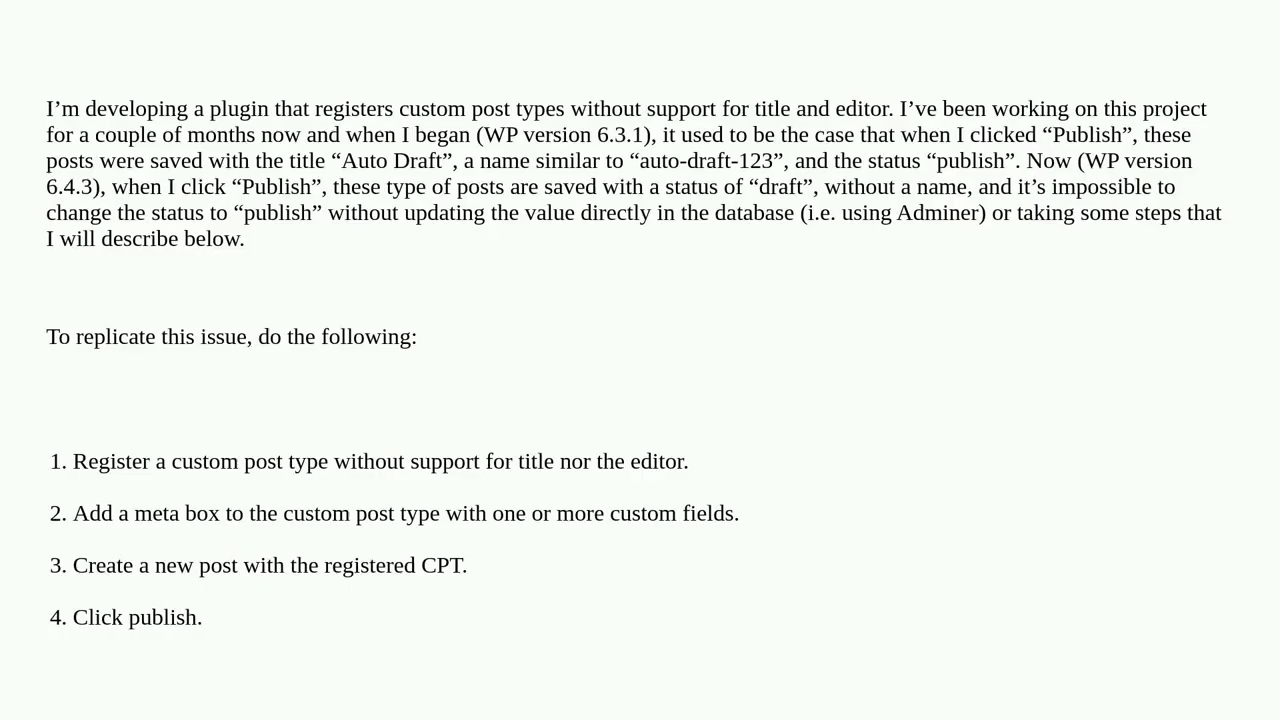 I’m developing a plugin that registers custom post types without support for title and editor. I’ve been working on this project
for a couple of months now and when I began (WP version 6.3.1), it used to be the case that when I clicked “Publish”, these
posts were saved with the title “Auto Draft”, a name similar to “auto-draft-123”, and the status “publish”. Now (WP version
6.4.3), when I click “Publish”, these type of posts are saved with a status of “draft”, without a name, and it’s impossible to
change the status to “publish” without updating the value directly in the database (i.e. using Adminer) or taking some steps that
I will describe below.
To replicate this issue, do the following:
1. Register a custom post type without support for title nor the editor.
2. Add a meta box to the custom post type with one or more custom fields.
3. Create a new post with the registered CPT.
4. Click publish.